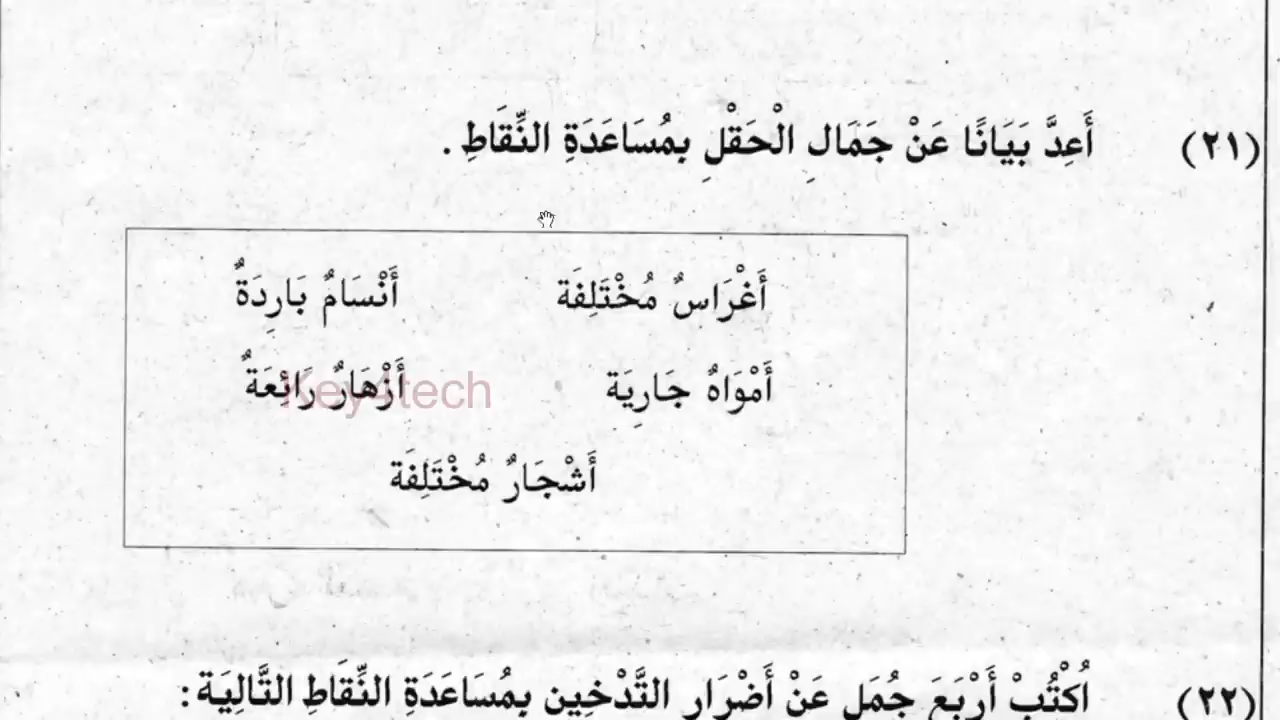 (٢١) أَعِدَّ بَيَانًا عَنْ جَمَالِ الْحَقْلِ بِمُسَاعَدَةِ النِّقَاطِ .
أَغْرَاسٌ مُخْتَلِفَة أَنْسَامٌ بَارِدَةٌ
أَمْوَاهٌ جَارِيَة أَزْهَارٌ رَائِعَةٌ
Key4tech
أَشْجَارٌ مُخْتَلِفَة
(٢٢) اُكْتُبْ أَرْبَعَ جُمَلٍ عَنْ أَضْرَارِ التَّدْخِينِ بِمُسَاعَدَةِ النِّقَاطِ التَّالِيَة :